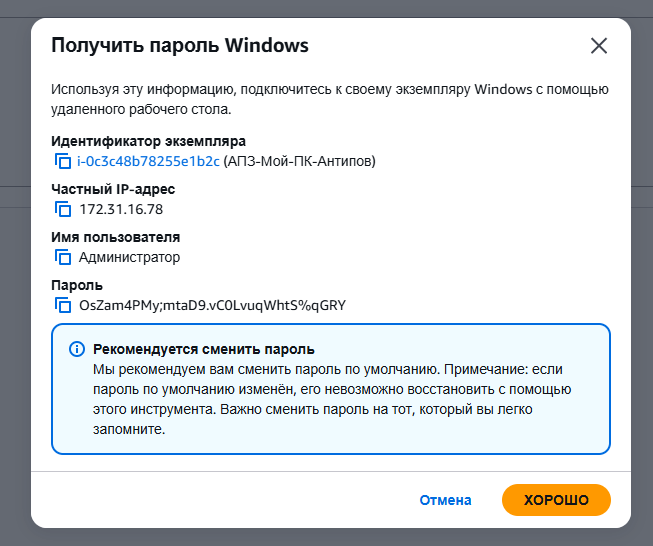 Получить пароль Windows
Используя эту информацию, подключитесь к своему экземпляру Windows с помощью
удаленного рабочего стола.
Идентификатор экземпляра
i-0c3c48b78255e1b2c (АПЗ-Мой-ПК-Антипов)
Частный IP-адрес
172.31.16.78
Имя пользователя
Администратор
Пароль
OsZam4PMy;mtaD9.vC0LvuqWhtS%qGRY
Рекомендуется сменить пароль
Мы рекомендуем вам сменить пароль по умолчанию. Примечание: если
пароль по умолчанию изменён, его невозможно восстановить с помощью
этого инструмента. Важно сменить пароль на тот, который вы легко
запомните.
Отмена
ХОРОШО